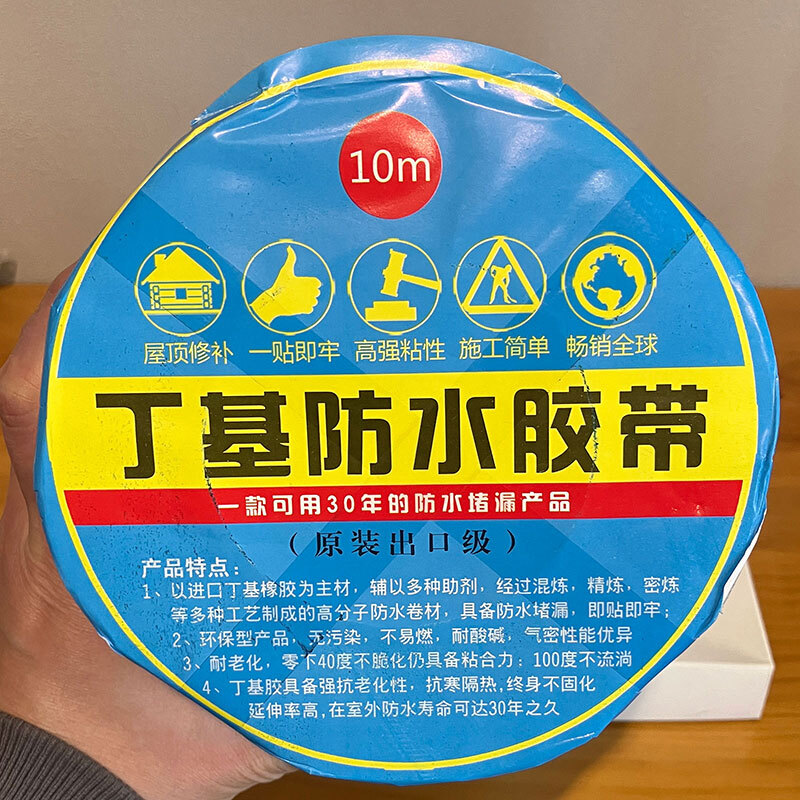 10m
屋顶修补 一贴即牢 高强粘性 施工简单 畅销全球
丁基防水胶带
一款可用30年的防水堵漏产品
（原装出口级）
产品特点：
1、以进口丁基橡胶为主材，辅以多种助剂，经过混炼，精炼，密炼
等多种工艺制成的高分子防水卷材，具备防水堵漏，即贴即牢；
2、环保型产品，无污染，不易燃，耐酸碱，气密性能优异
3、耐老化，零下40度不脆化仍具备粘合力；100度不流淌
4、丁基胶具备强抗老化性，抗寒隔热,终身不固化
延伸率高,在室外防水寿命可达30年之久